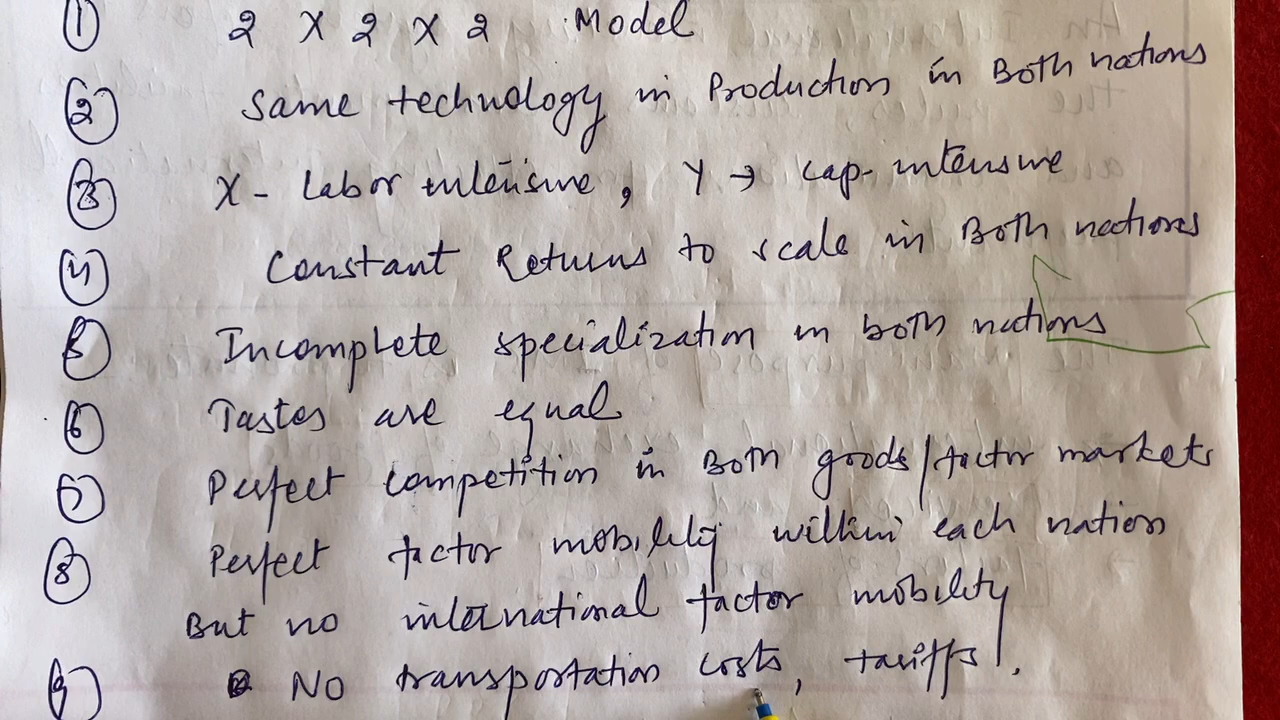 ① 2 X 2 X 2 Model
② Same technology in Production in Both nations
③ X - Labor intensive, Y → cap-intensive
④ Constant Returns to scale in Both nations
⑤ Incomplete specialization in both nations
⑥ Tastes are equal
⑦ Perfect competition in Both goods/factor markets
⑧ Perfect factor mobility within each nation
But no international factor mobility
⑨ No transportation costs, tariffs.